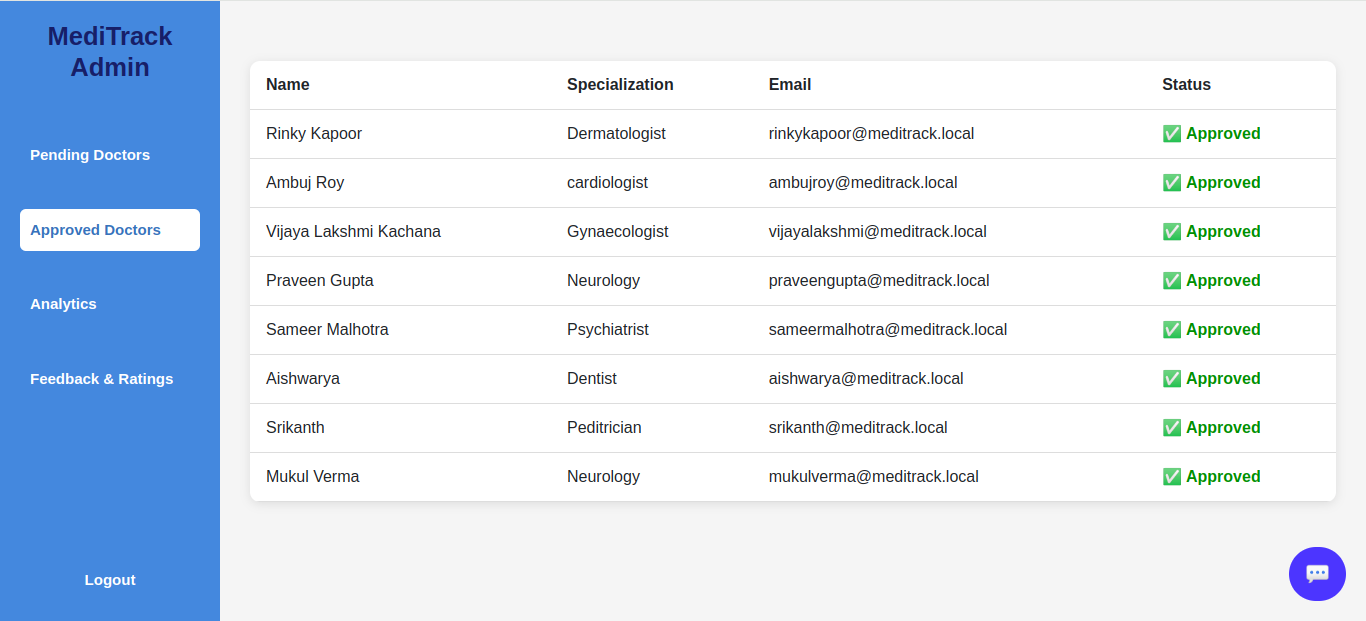 MediTrack
Admin
Pending Doctors
Approved Doctors
Analytics
Feedback & Ratings
Logout
Name Specialization Email Status
Rinky Kapoor Dermatologist rinkykapoor@meditrack.local ✅ Approved
Ambuj Roy cardiologist ambujroy@meditrack.local ✅ Approved
Vijaya Lakshmi Kachana Gynaecologist vijayalakshmi@meditrack.local ✅ Approved
Praveen Gupta Neurology praveengupta@meditrack.local ✅ Approved
Sameer Malhotra Psychiatrist sameermalhotra@meditrack.local ✅ Approved
Aishwarya Dentist aishwarya@meditrack.local ✅ Approved
Srikanth Peditrician srikanth@meditrack.local ✅ Approved
Mukul Verma Neurology mukulverma@meditrack.local ✅ Approved